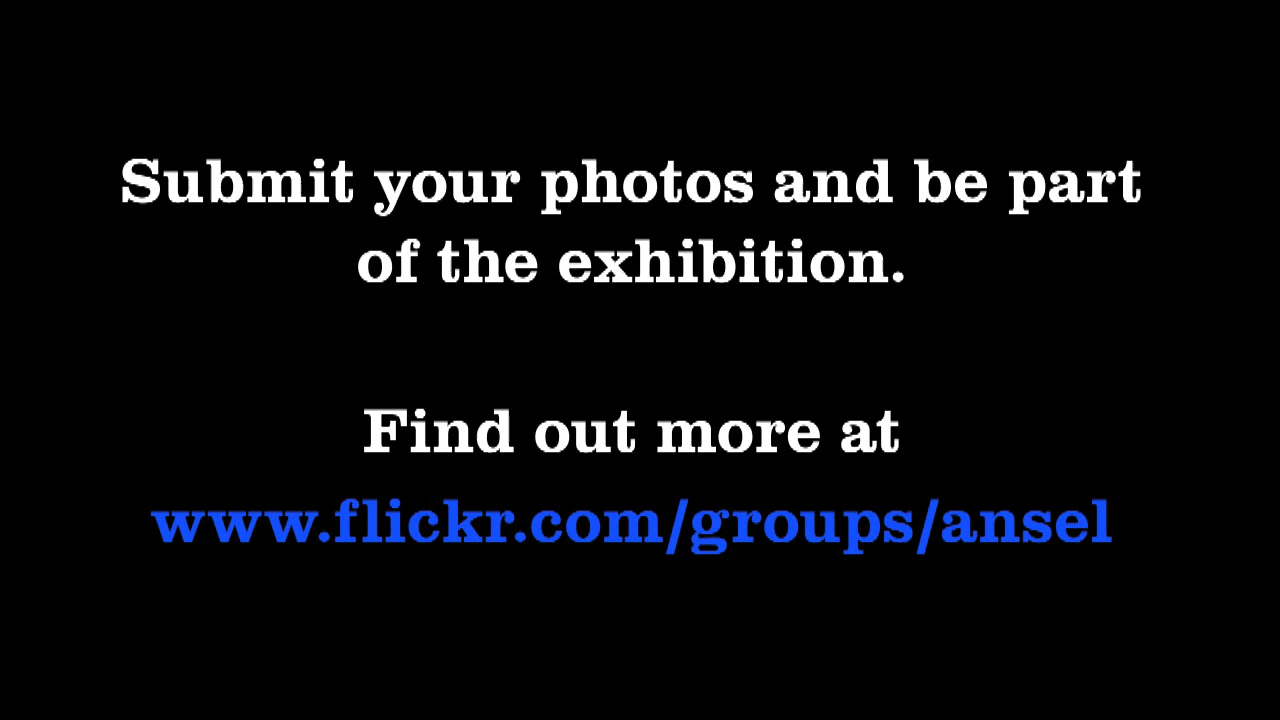 Submit your photos and be part
of the exhibition.
Find out more at
www.flickr.com/groups/ansel